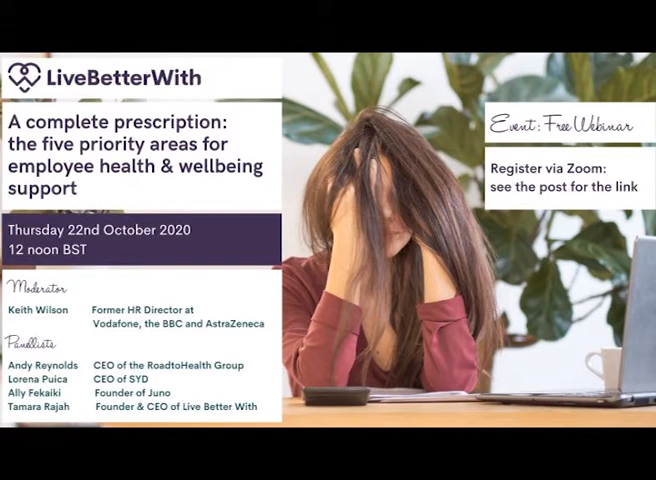 LiveBetterWith
A complete prescription:
the five priority areas for
employee health & wellbeing
support
Thursday 22nd October 2020
12 noon BST
Moderator
Keith Wilson Former HR Director at
Vodafone, the BBC and AstraZeneca
Panellists
Andy Reynolds CEO of the RoadtoHealth Group
Lorena Puica CEO of SYD
Ally Fekaiki Founder of Juno
Tamara Rajah Founder & CEO of Live Better With
Event: Free Webinar
Register via Zoom:
see the post for the link